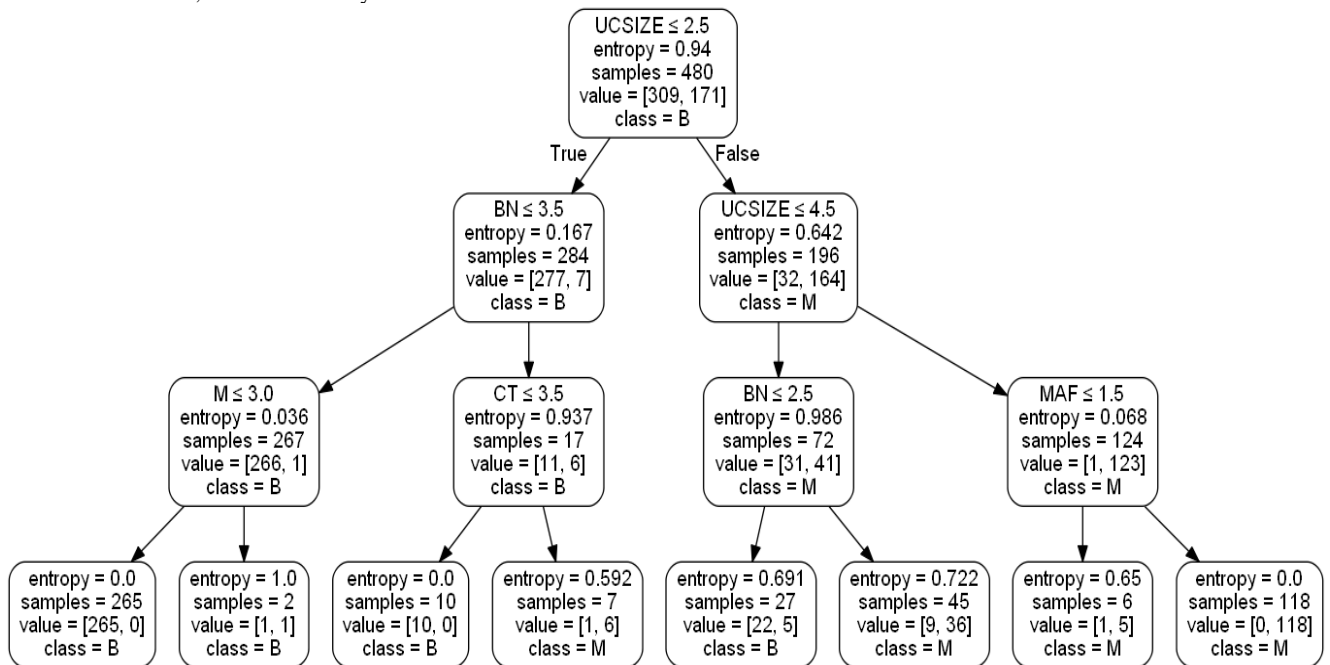 UCSIZE ≤ 2.5
entropy = 0.94
samples = 480
value = [309, 171]
class = B
True
False
BN ≤ 3.5
entropy = 0.167
samples = 284
value = [277, 7]
class = B
UCSIZE ≤ 4.5
entropy = 0.642
samples = 196
value = [32, 164]
class = M
M ≤ 3.0
entropy = 0.036
samples = 267
value = [266, 1]
class = B
CT ≤ 3.5
entropy = 0.937
samples = 17
value = [11, 6]
class = B
BN ≤ 2.5
entropy = 0.986
samples = 72
value = [31, 41]
class = M
MAF ≤ 1.5
entropy = 0.068
samples = 124
value = [1, 123]
class = M
entropy = 0.0
samples = 265
value = [265, 0]
class = B
entropy = 1.0
samples = 2
value = [1, 1]
class = B
entropy = 0.0
samples = 10
value = [10, 0]
class = B
entropy = 0.592
samples = 7
value = [1, 6]
class = M
entropy = 0.691
samples = 27
value = [22, 5]
class = B
entropy = 0.722
samples = 45
value = [9, 36]
class = M
entropy = 0.65
samples = 6
value = [1, 5]
class = M
entropy = 0.0
samples = 118
value = [0, 118]
class = M